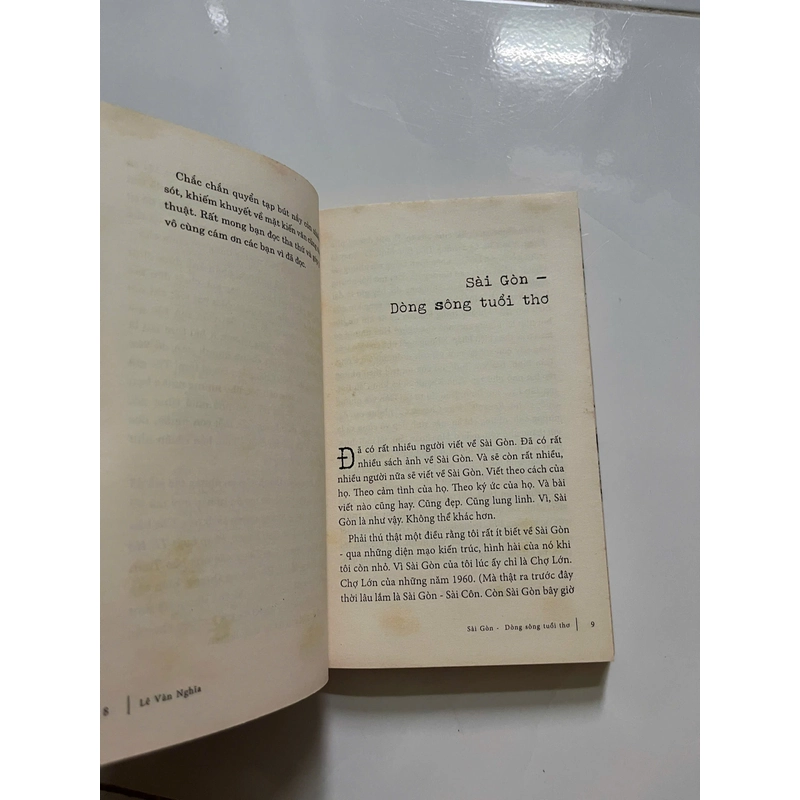 Chắc chắn quyển tạp bút này còn
sót, khiếm khuyết về mặt kiến văn cũng
thuật. Rất mong bạn đọc tha thứ và
vô cùng cám ơn các bạn vì đã đọc.
8 | Lê Văn Nghĩa
Sài Gòn –
Dòng sông tuổi thơ
Đã có rất nhiều người viết về Sài Gòn. Đã có rất
nhiều sách ảnh về Sài Gòn. Và sẽ còn rất nhiều,
nhiều người nữa sẽ viết về Sài Gòn. Viết theo cách của
họ. Theo cảm tình của họ. Theo ký ức của họ. Và bài
viết nào cũng hay. Cũng đẹp. Cũng lung linh. Vì, Sài
Gòn là như vậy. Không thể khác hơn.
Phải thú thật một điều rằng tôi rất ít biết về Sài Gòn
- qua những diện mạo kiến trúc, hình hài của nó khi
tôi còn nhỏ. Vì Sài Gòn của tôi lúc ấy chỉ là Chợ Lớn.
Chợ Lớn của những năm 1960. (Mà thật ra trước đây
thời lâu lắm là Sài Gòn - Sài Côn. Còn Sài Gòn bây giờ
Sài Gòn - Dòng sông tuổi thơ | 9